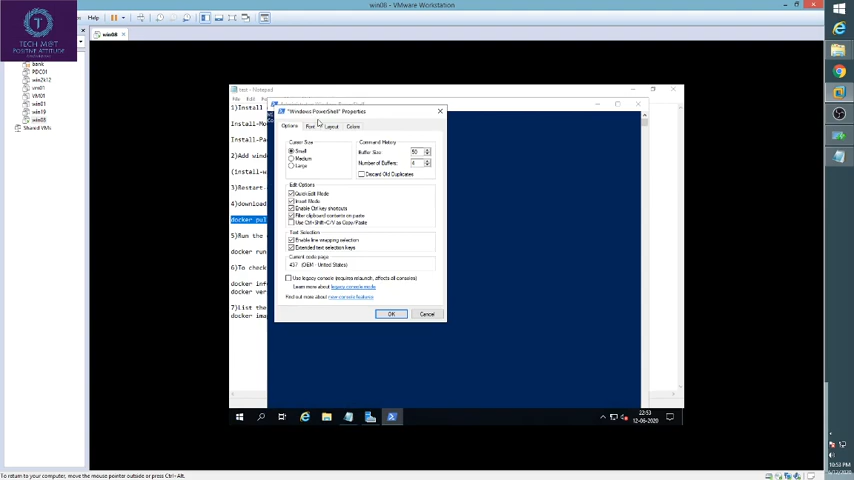 win08 - VMware Workstation
Help
TECH M@T
POSITIVE ATTITUDE
win08
bank
PDC01
win2k12
vm01
VM01
win01
win19
win08
Shared VMs
test - Notepad
1)Install
Install-Mo
Install-Pa
2)Add windo
(install-w
3)Restart-
4)download
docker pul
5)Run the
docker run
6)To check
docker inf
docker ver
7)List the
docker imag
"Windows PowerShell" Properties
Options Font Layout Colors
Cursor Size
Small
Medium
Large
Command History
Buffer Size: 50
Number of Buffers: 4
Discard Old Duplicates
Edit Options
QuickEdit Mode
Insert Mode
Enable Ctrl key shortcuts
Filter clipboard contents on paste
Use Ctrl+Shift+C/V as Copy/Paste
Text Selection
Enable line wrapping selection
Extended text selection keys
Current code page
437 (OEM - United States)
Use legacy console (requires relaunch, affects all consoles)
Learn more about legacy console mode
Find out more about new console features
OK Cancel
22:53
12-06-2020
To return to your computer, move the mouse pointer outside or press Ctrl+Alt.
10:53 PM
6/12/2020